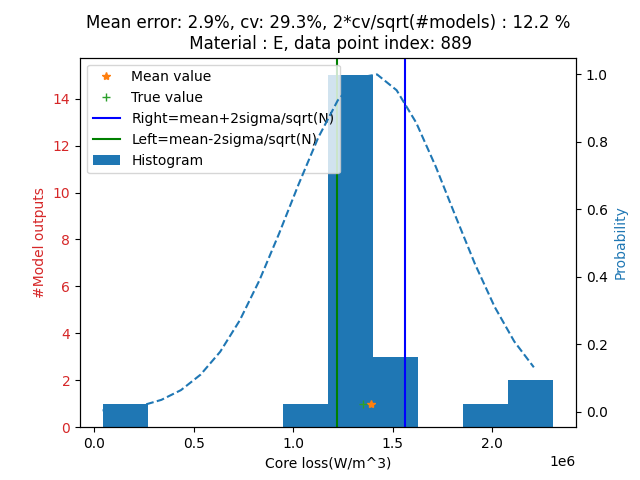 Mean error: 2.9%, cv: 29.3%, 2*cv/sqrt(#models) : 12.2 %
Material : E, data point index: 889
Mean value
True value
Right=mean+2sigma/sqrt(N)
Left=mean-2sigma/sqrt(N)
Histogram
#Model outputs
14
12
10
8
6
4
2
0
1.0
0.8
0.6
0.4
0.2
0.0
Probability
0.0 0.5 1.0 1.5 2.0
1e6
Core loss(W/m^3)